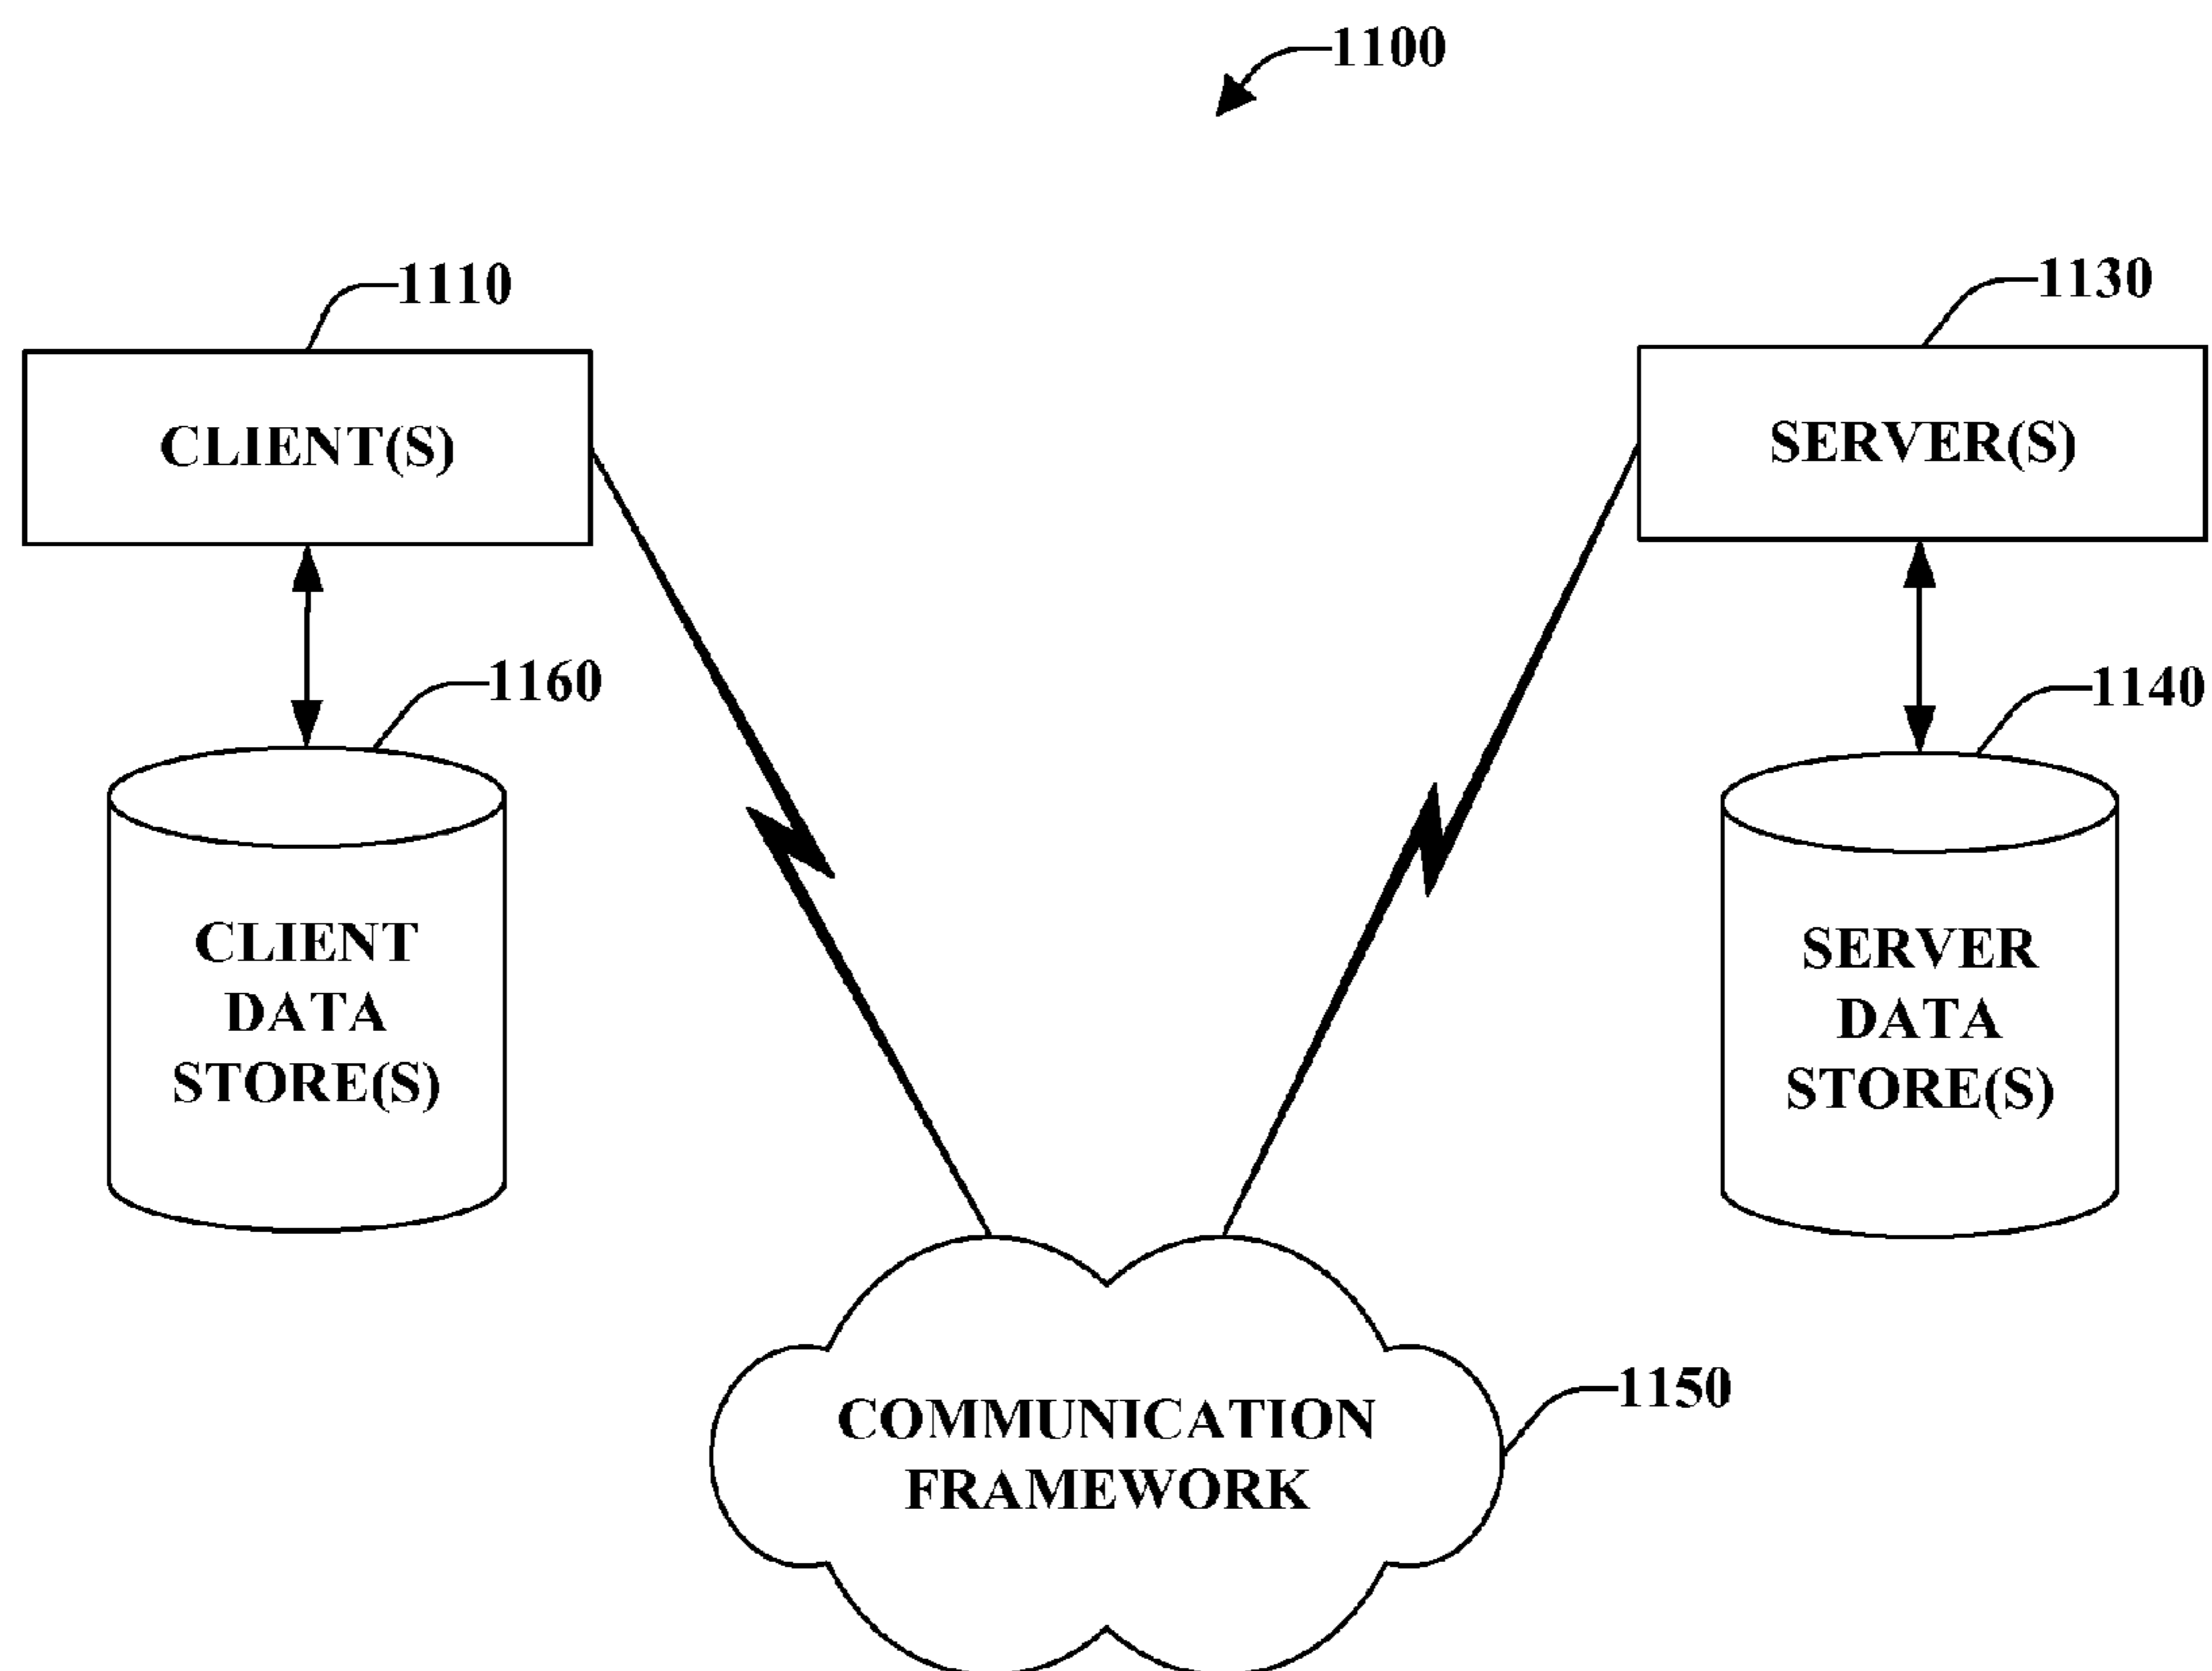 1100
1110
1130
CLIENT(S)
SERVER(S)
1160
1140
CLIENT
DATA
STORE(S)
SERVER
DATA
STORE(S)
1150
COMMUNICATION
FRAMEWORK